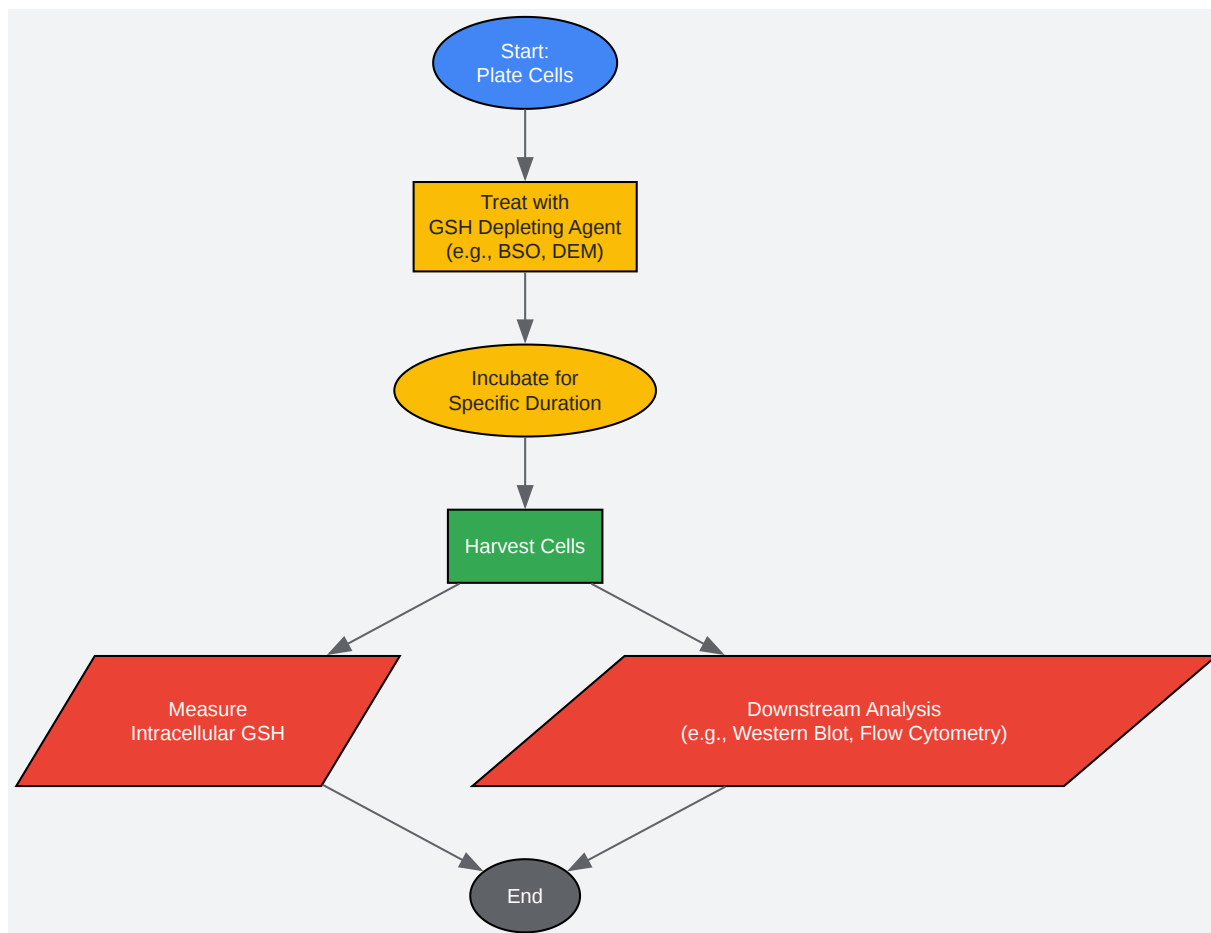 Start:
Plate Cells
Treat with
GSH Depleting Agent
(e.g., BSO, DEM)
Incubate for
Specific Duration
Harvest Cells
Measure
Intracellular GSH
Downstream Analysis
(e.g., Western Blot, Flow Cytometry)
End